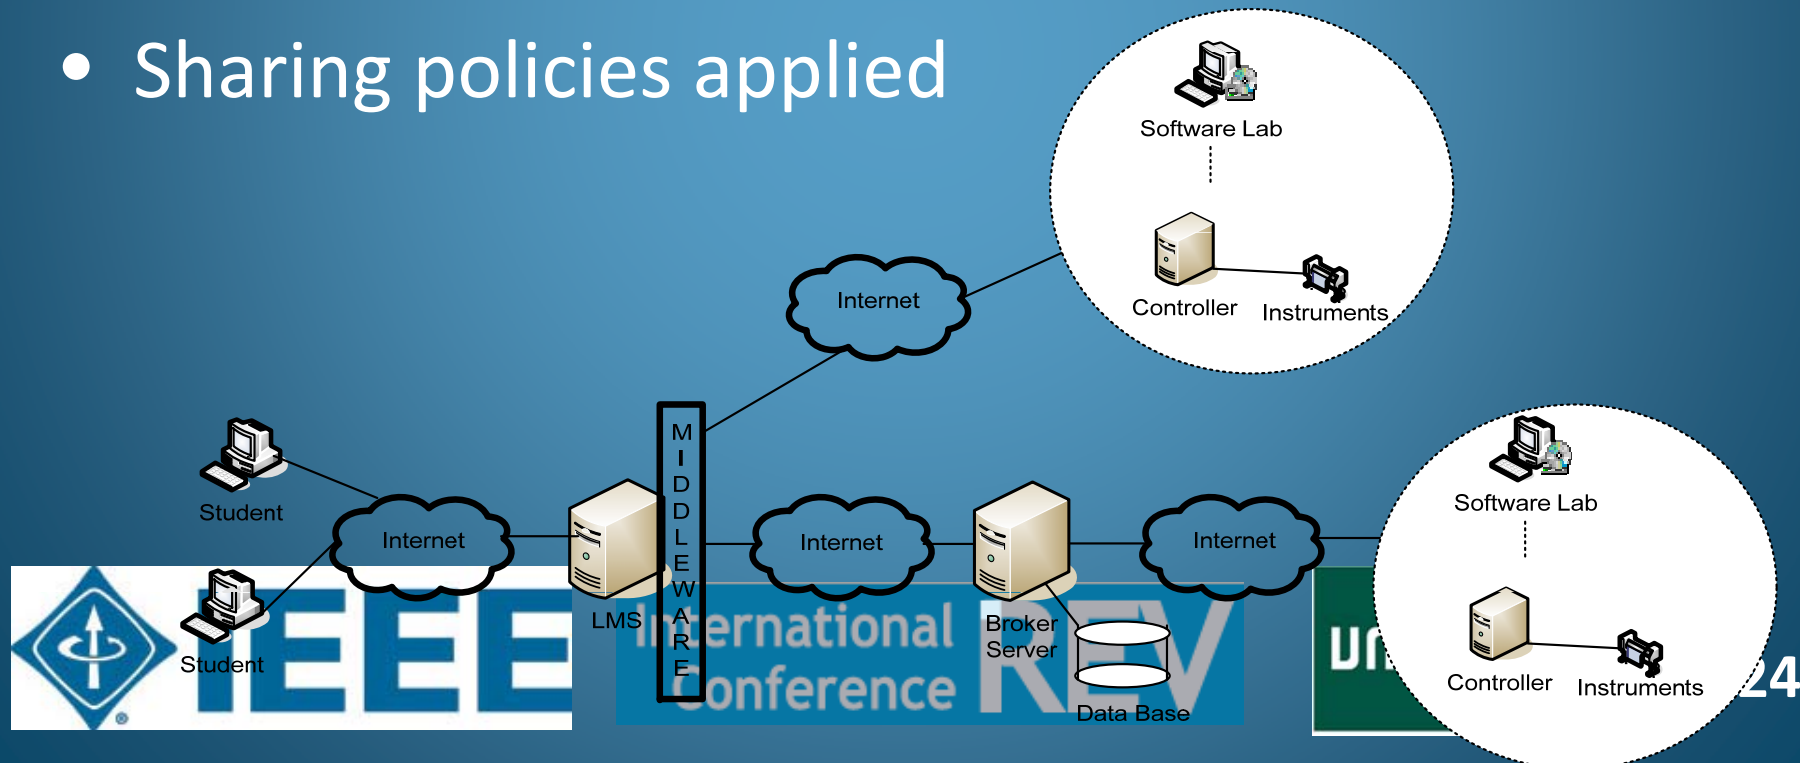 • Sharing policies applied
Software Lab
Controller
Instruments
Internet
MIDDLEWARE
Student
Internet
LMS
Internet
Broker
Server
Data Base
Internet
Software Lab
Controller
Instruments
Student
IEEE
®
International
Conference
REV
24